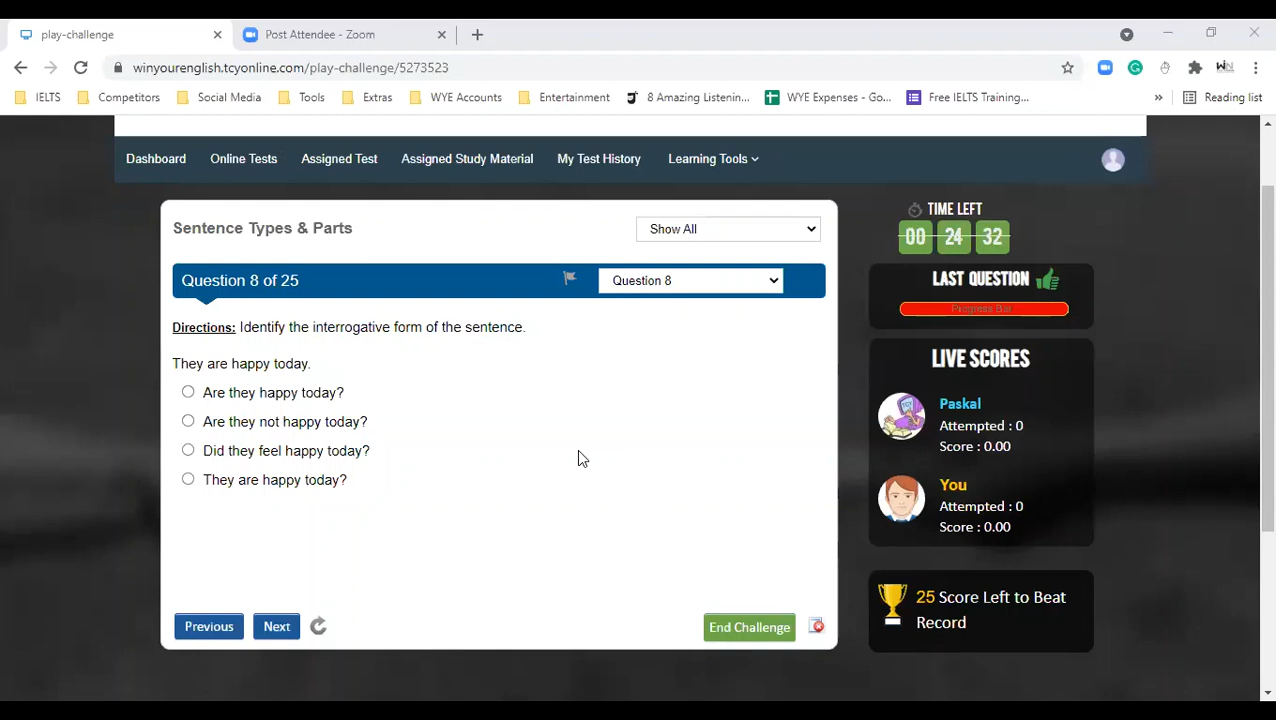 play-challenge
Post Attendee - Zoom
winyourenglish.tcyonline.com/play-challenge/5273523
IELTS
Competitors
Social Media
Tools
Extras
WYE Accounts
Entertainment
8 Amazing Listenin...
WYE Expenses - Go...
Free IELTS Training...
»
Reading list
Dashboard
Online Tests
Assigned Test
Assigned Study Material
My Test History
Learning Tools
Sentence Types & Parts
Show All
Question 8 of 25
Question 8
Directions: Identify the interrogative form of the sentence.
They are happy today.
Are they happy today?
Are they not happy today?
Did they feel happy today?
They are happy today?
Previous
Next
End Challenge
TIME LEFT
00 24 32
LAST QUESTION
Progress Bar
LIVE SCORES
Paskal
Attempted : 0
Score : 0.00
You
Attempted : 0
Score : 0.00
25 Score Left to Beat
Record